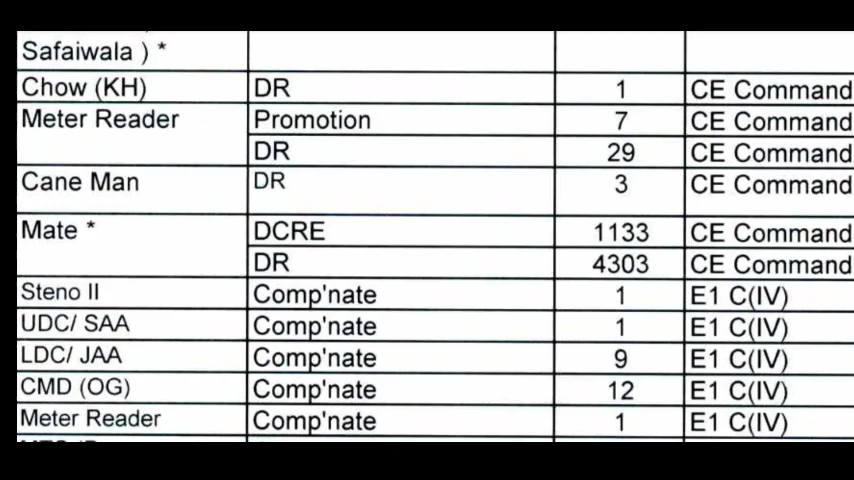 Safaiwala ) *
Chow (KH) DR 1 CE Command
Meter Reader Promotion 7 CE Command
DR 29 CE Command
Cane Man DR 3 CE Command
Mate * DCRE 1133 CE Command
DR 4303 CE Command
Steno II Comp'nate 1 E1 C(IV)
UDC/ SAA Comp'nate 1 E1 C(IV)
LDC/ JAA Comp'nate 9 E1 C(IV)
CMD (OG) Comp'nate 12 E1 C(IV)
Meter Reader Comp'nate 1 E1 C(IV)